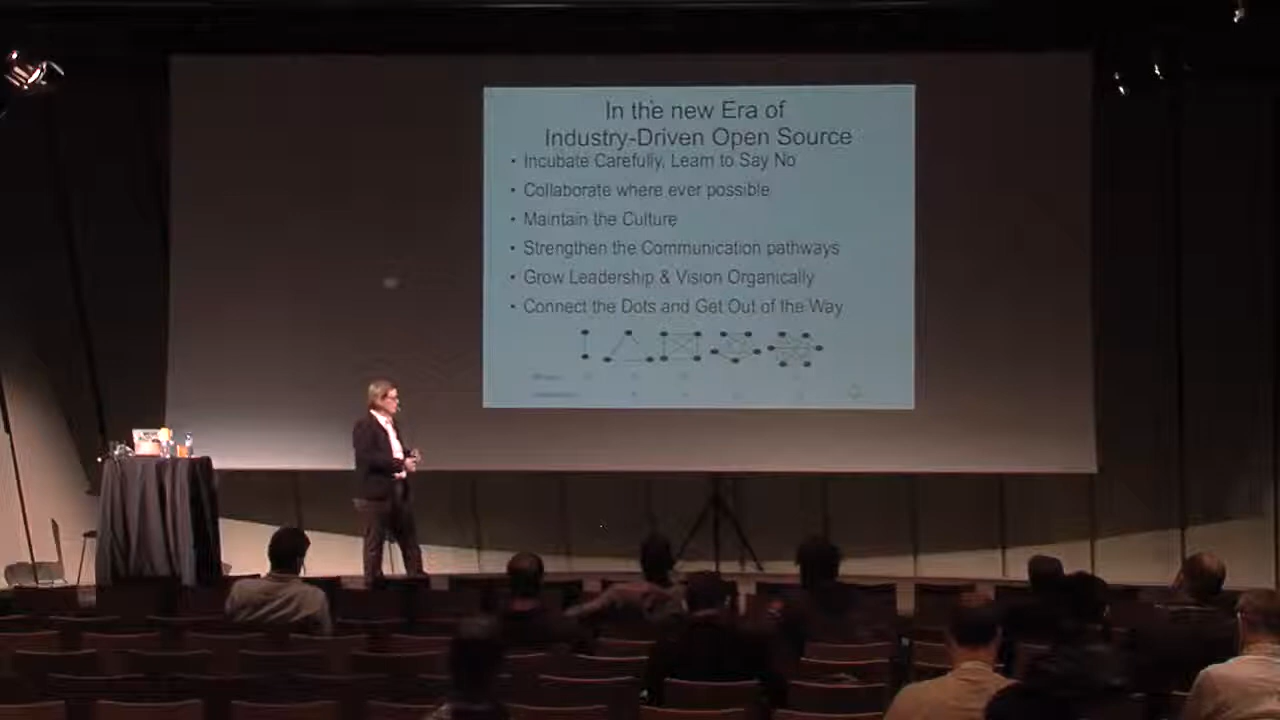 In the new Era of
Industry-Driven Open Source
• Incubate Carefully, Learn to Say No
• Collaborate where ever possible
• Maintain the Culture
• Strengthen the Communication pathways
• Grow Leadership & Vision Organically
• Connect the Dots and Get Out of the Way